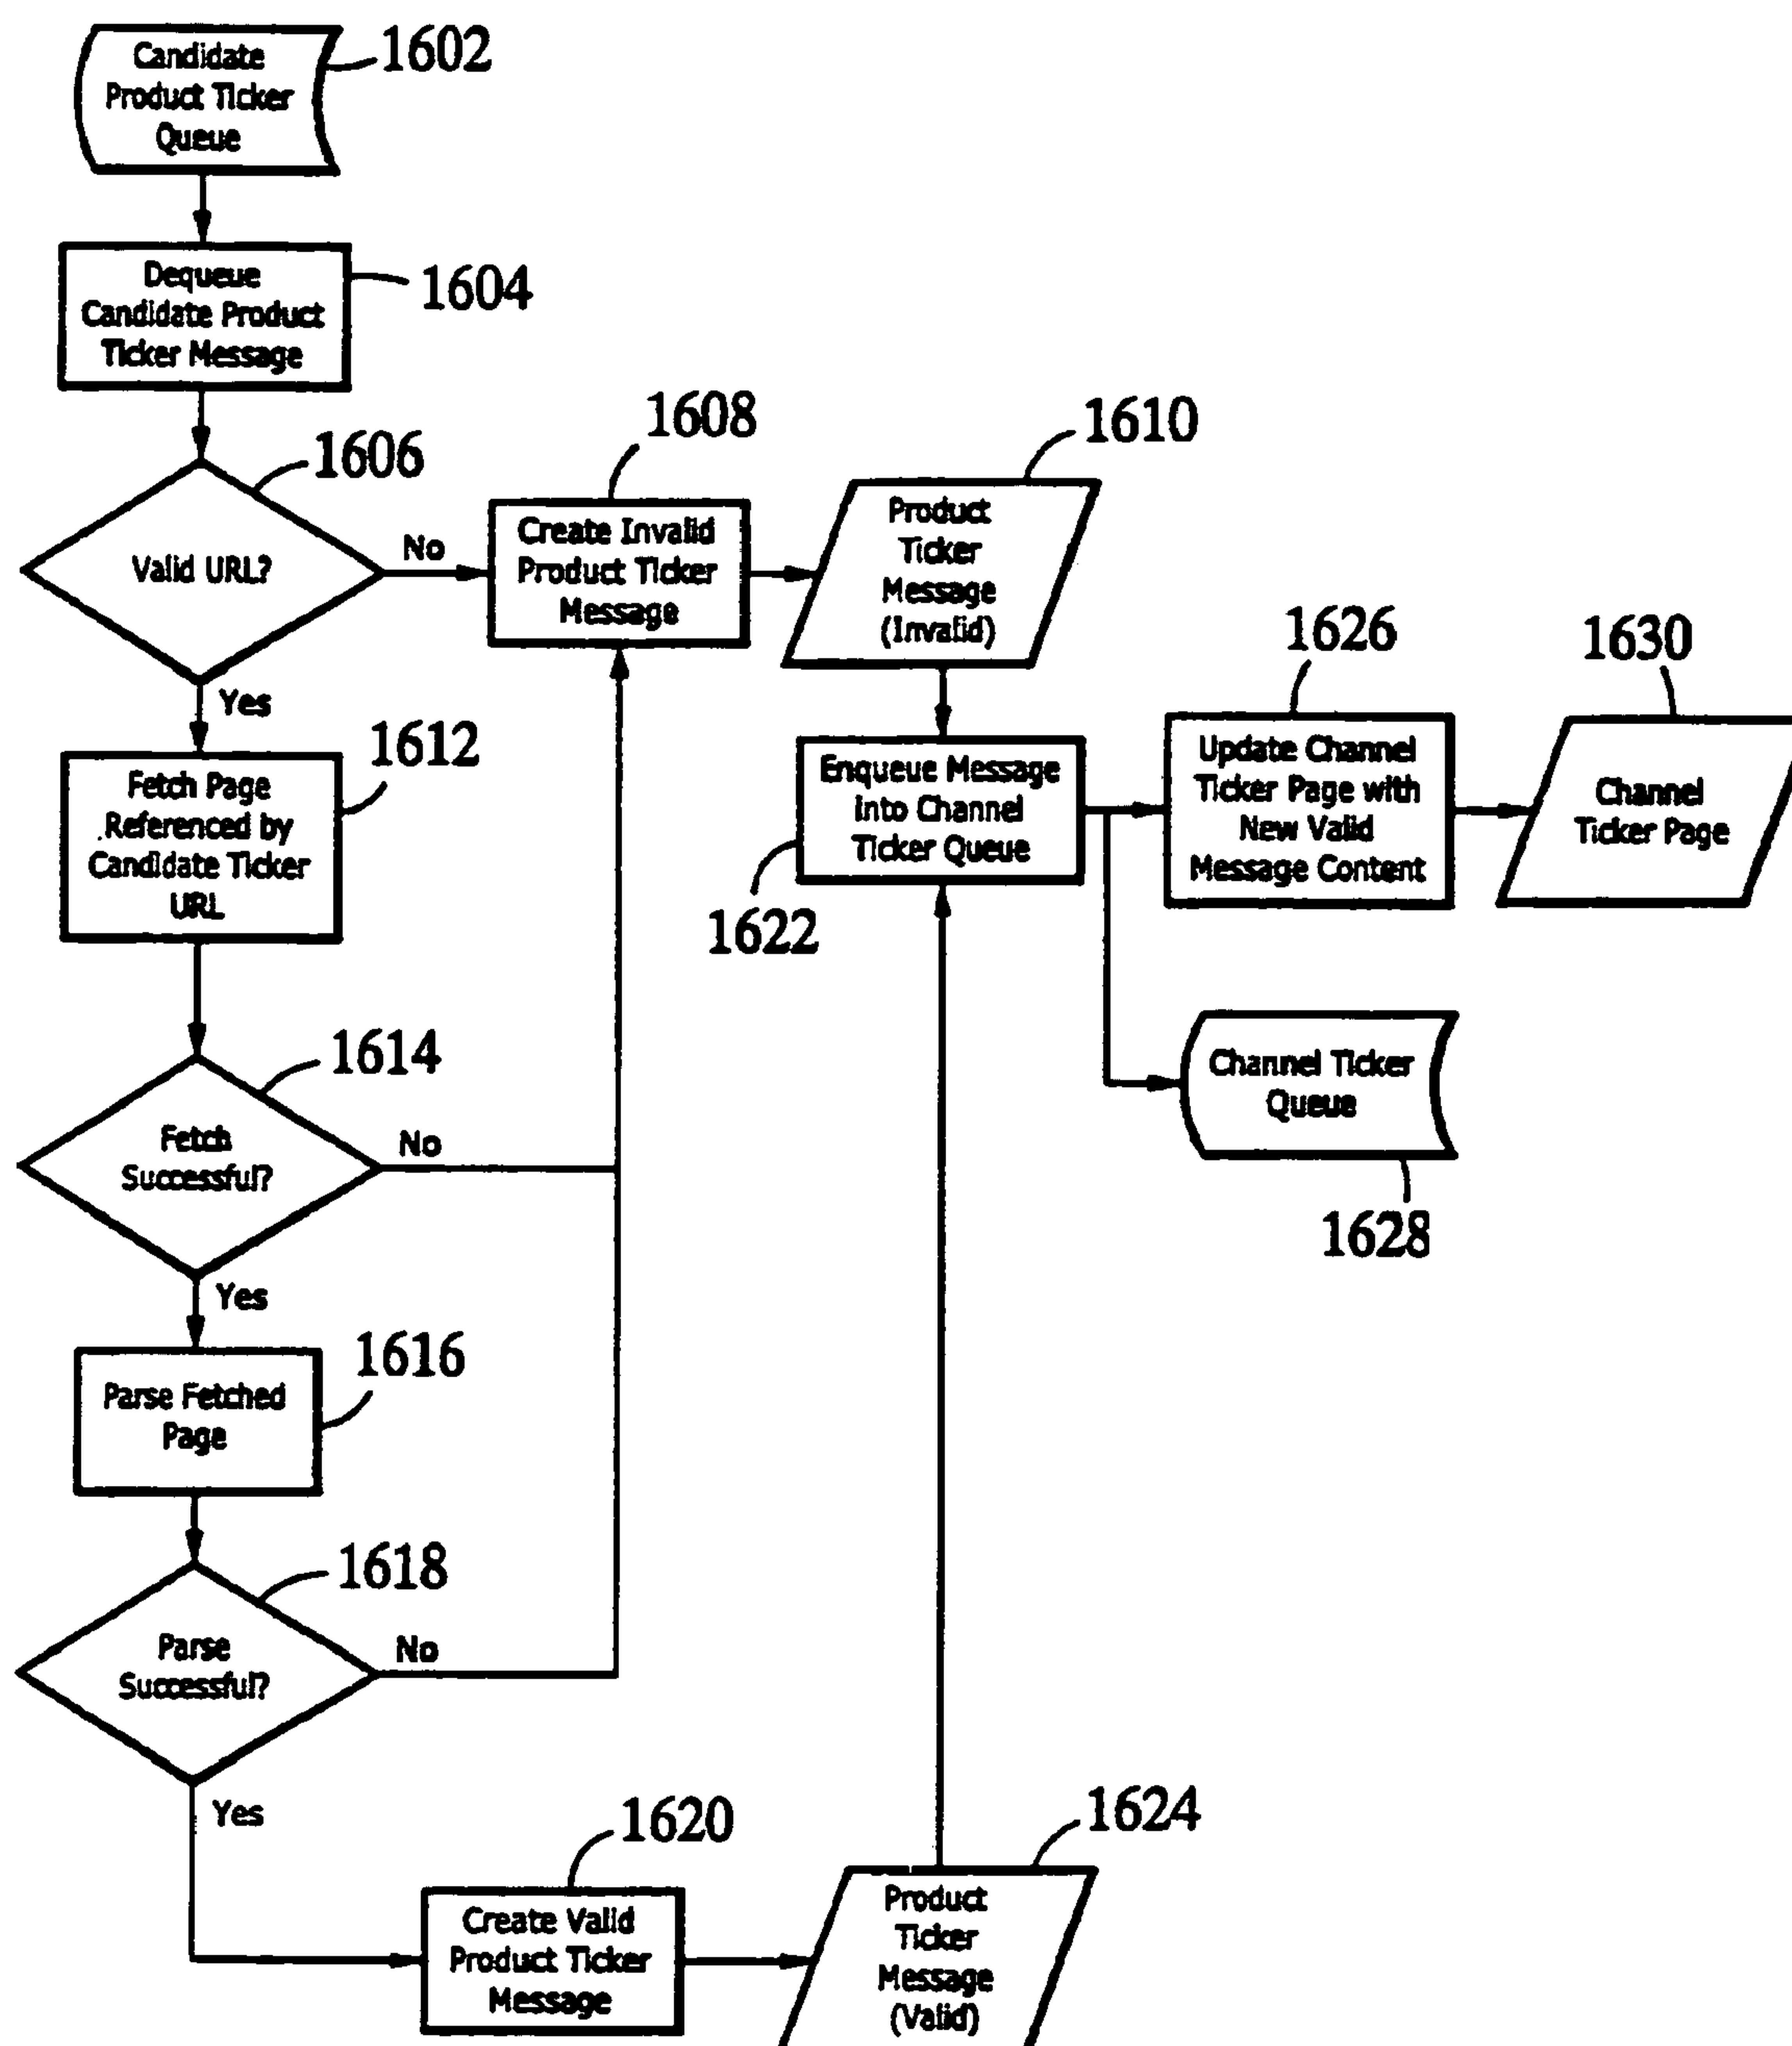 Candidate
Product Ticker
Queue
1602
Dequeue
Candidate Product
Ticker Message
1604
1606
Valid URL?
No
Yes
1608
Create Invalid
Product Ticker
Message
1610
Product
Ticker
Message
(Invalid)
1612
Fetch Page
Referenced by
Candidate Ticker
URL
1622
Enqueue Message
into Channel
Ticker Queue
1626
Update Channel
Ticker Page with
New Valid
Message Content
1630
Channel
Ticker Page
1614
Fetch
Successful?
No
Yes
Channel Ticker
Queue
1628
1616
Parse Fetched
Page
1618
Parse
Successful?
No
Yes
1620
Create Valid
Product Ticker
Message
1624
Product
Ticker
Message
(Valid)